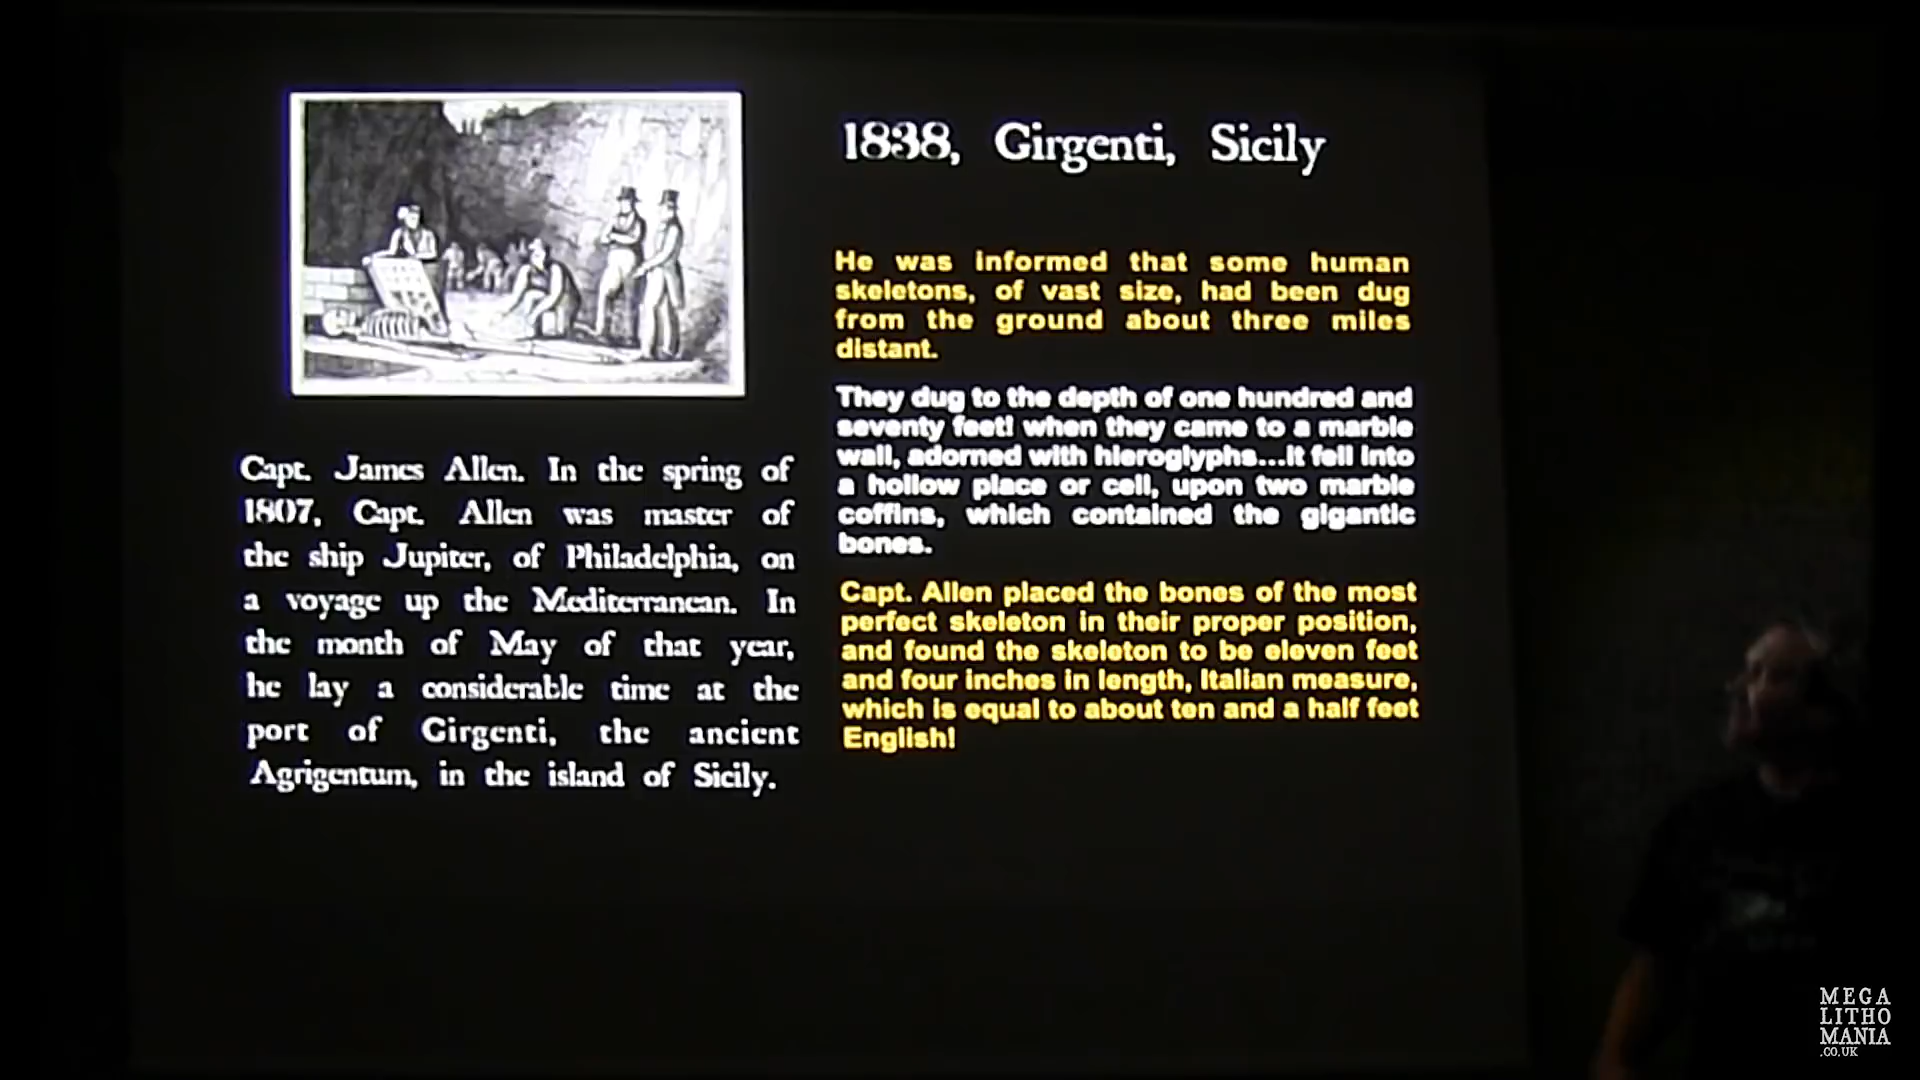 1838, Girgenti, Sicily
Capt. James Allen. In the spring of
1807, Capt. Allen was master of
the ship Jupiter, of Philadelphia, on
a voyage up the Mediterranean. In
the month of May of that year,
he lay a considerable time at the
port of Girgenti, the ancient
Agrigentum, in the island of Sicily.
He was informed that some human
skeletons, of vast size, had been dug
from the ground about three miles
distant.
They dug to the depth of one hundred and
seventy feet! when they came to a marble
wall, adorned with hieroglyphs...it fell into
a hollow place or cell, upon two marble
coffins, which contained the gigantic
bones.
Capt. Allen placed the bones of the most
perfect skeleton in their proper position,
and found the skeleton to be eleven feet
and four inches in length, Italian measure,
which is equal to about ten and a half feet
English!
MEGA
LITHO
MANIA
.CO.UK